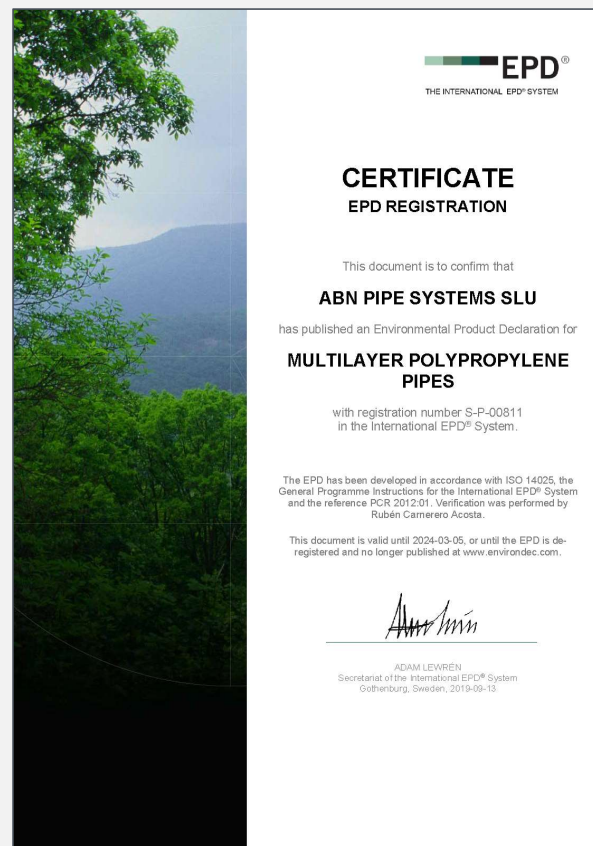 EPD®
THE INTERNATIONAL EPD® SYSTEM
CERTIFICATE
EPD REGISTRATION
This document is to confirm that
ABN PIPE SYSTEMS SLU
has published an Environmental Product Declaration for
MULTILAYER POLYPROPYLENE
PIPES
with registration number S-P-00811
in the International EPD® System.
The EPD has been developed in accordance with ISO 14025, the
General Programme Instructions for the International EPD® System
and the reference PCR 2012:01. Verification was performed by
Rubén Carnerero Acosta.
This document is valid until 2024-03-05, or until the EPD is de-
registered and no longer published at www.environdec.com.
ADAM LEWRÉN
Secretariat of the International EPD® System
Gothenburg, Sweden, 2019-09-13